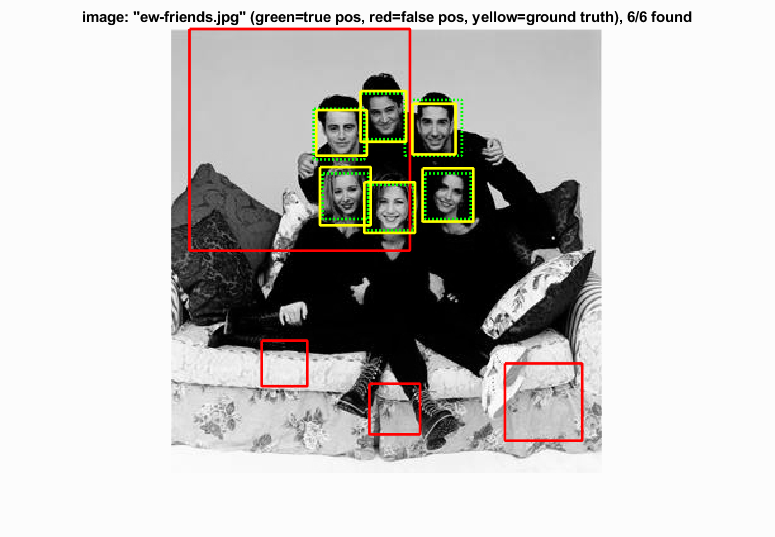 image: "ew-friends.jpg" (green=true pos, red=false pos, yellow=ground truth), 6/6 found